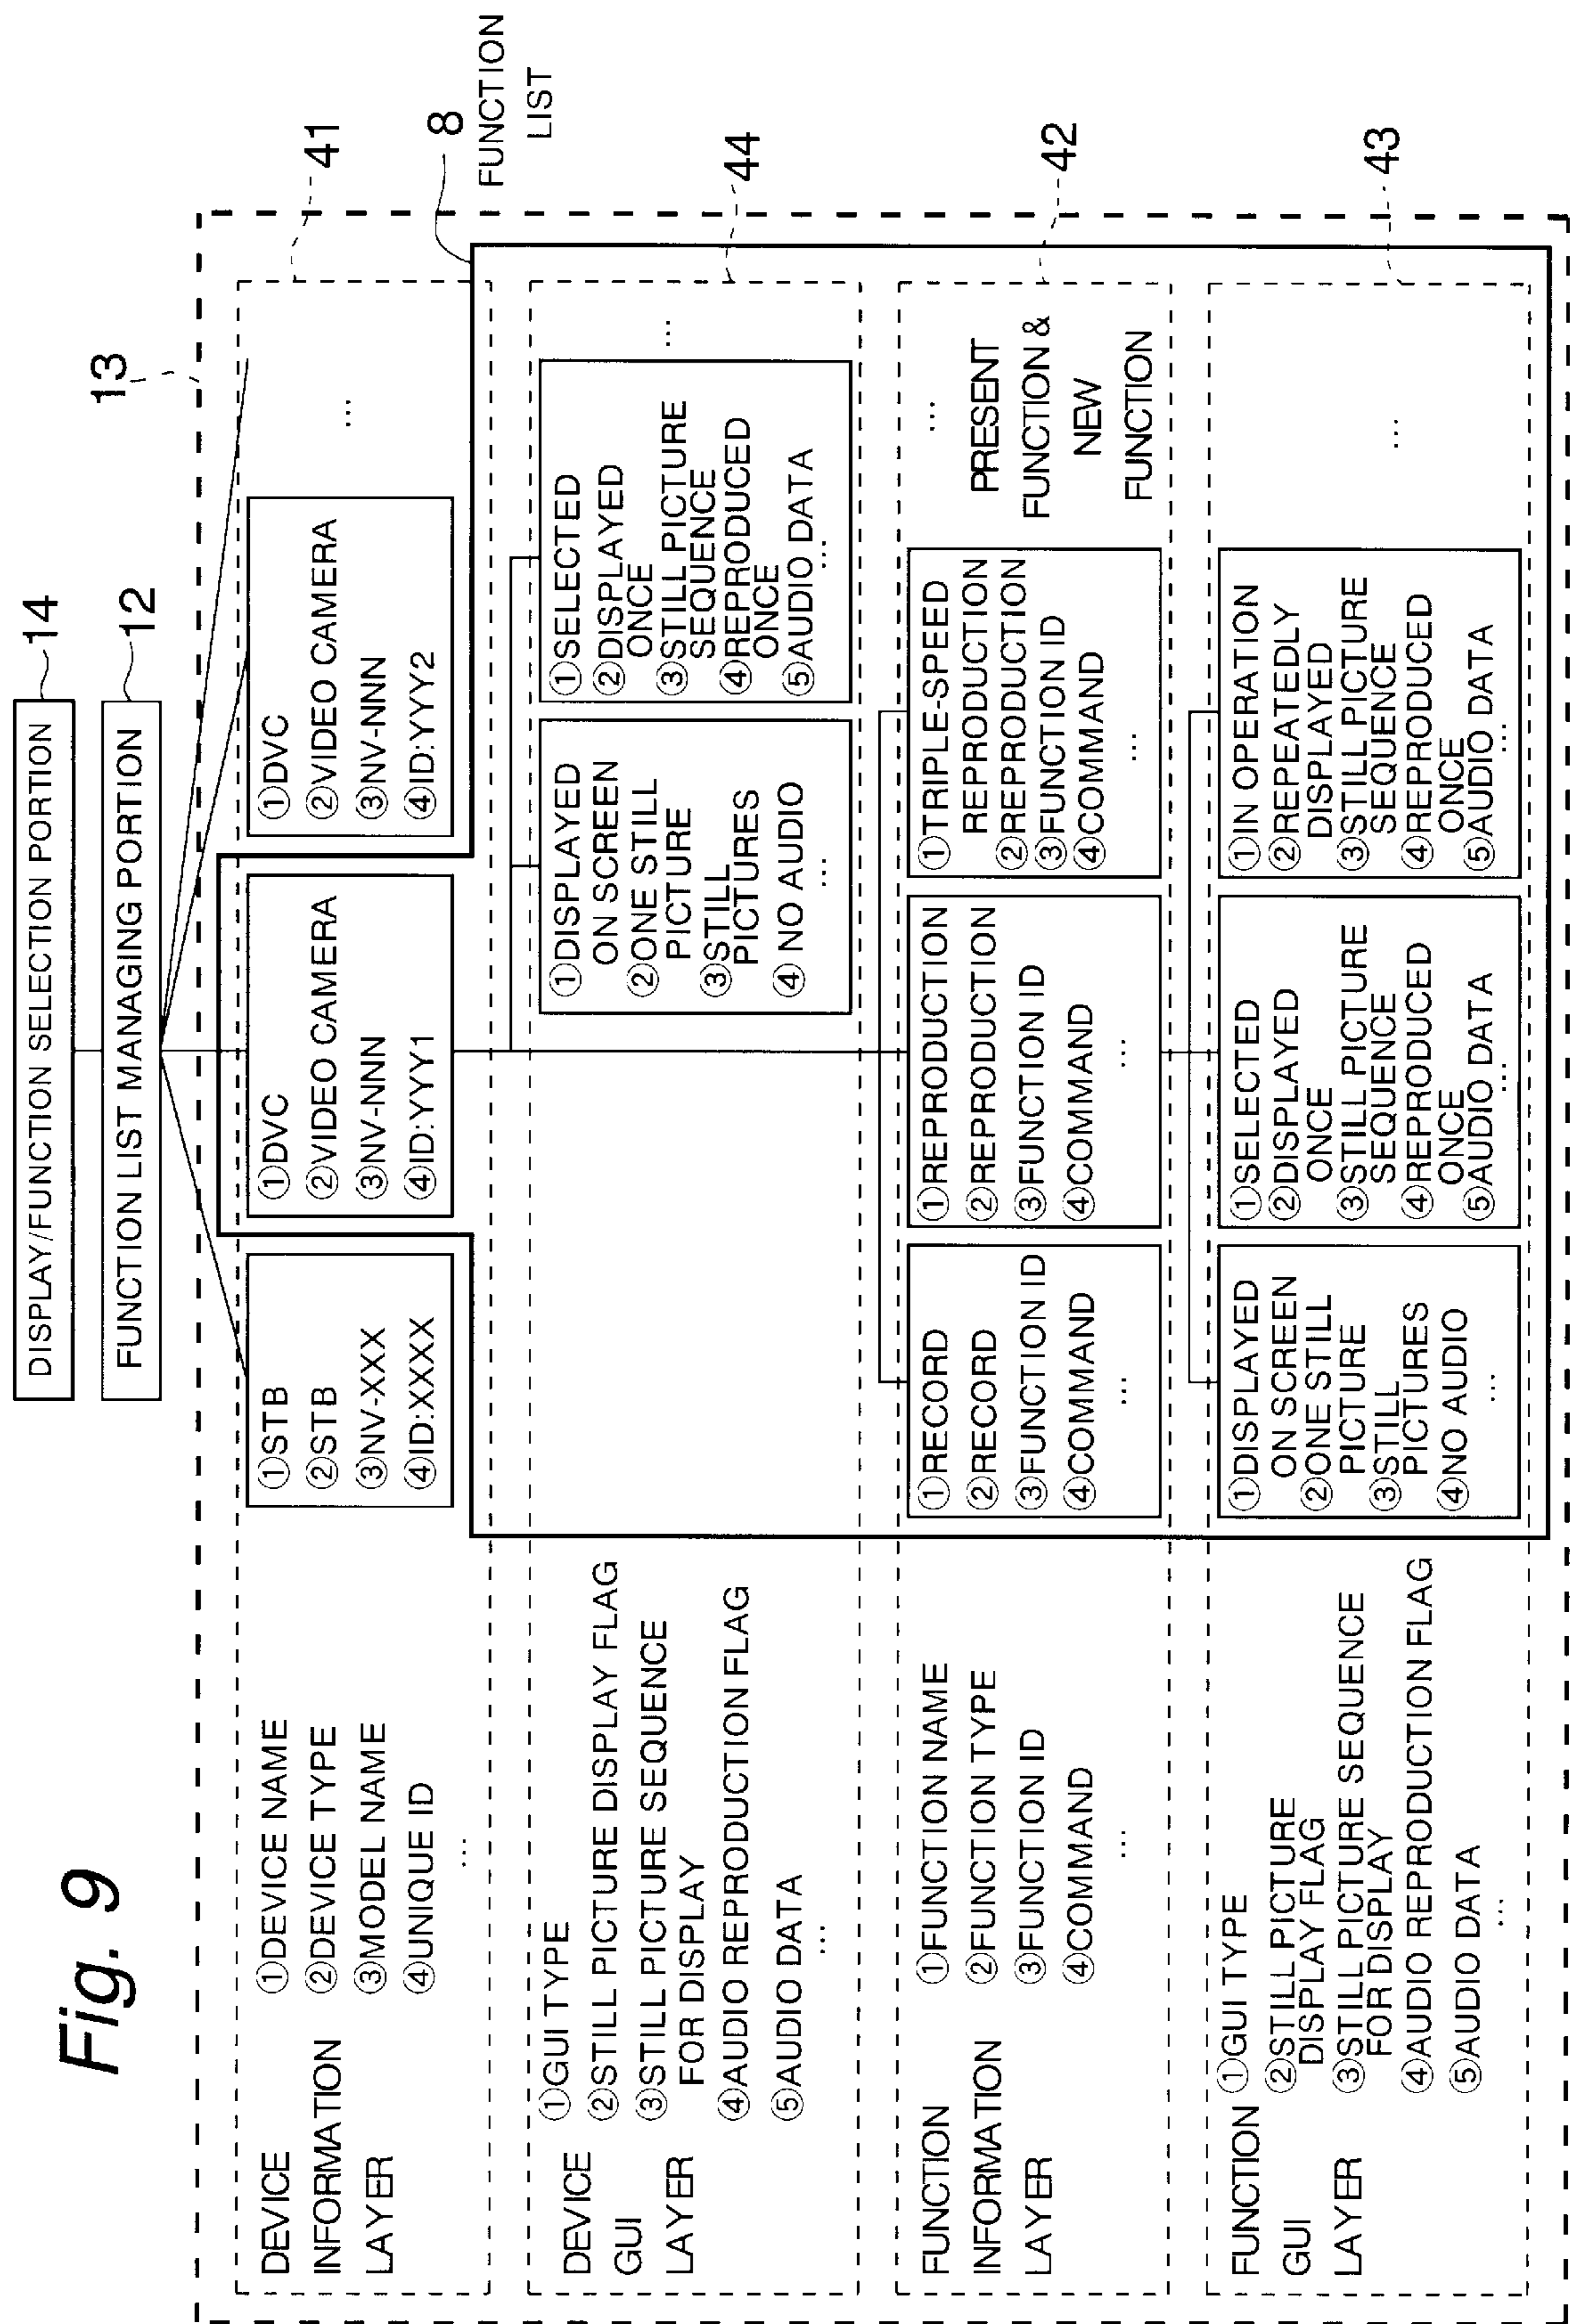 Fig. 9
DISPLAY/FUNCTION SELECTION PORTION
14
FUNCTION LIST MANAGING PORTION
12
13
DEVICE
INFORMATION
LAYER
①DEVICE NAME
②DEVICE TYPE
③MODEL NAME
④UNIQUE ID
...
①STB
②STB
③NV-XXX
④ID:XXXX
①DVC
②VIDEO CAMERA
③NV-NNN
④ID:YYY1
①DVC
②VIDEO CAMERA
③NV-NNN
④ID:YYY2
...
41
8
FUNCTION
LIST
DEVICE
GUI
LAYER
①GUI TYPE
②STILL PICTURE DISPLAY FLAG
③STILL PICTURE SEQUENCE
FOR DISPLAY
④AUDIO REPRODUCTION FLAG
⑤AUDIO DATA
...
①DISPLAYED
ON SCREEN
②ONE STILL
PICTURE
③STILL
PICTURES
④NO AUDIO
...
①SELECTED
②DISPLAYED
ONCE
③STILL PICTURE
SEQUENCE
④REPRODUCED
ONCE
⑤AUDIO DATA
...
...
44
FUNCTION
INFORMATION
LAYER
①FUNCTION NAME
②FUNCTION TYPE
③FUNCTION ID
④COMMAND
...
①RECORD
②RECORD
③FUNCTION ID
④COMMAND
...
①REPRODUCTION
②REPRODUCTION
③FUNCTION ID
④COMMAND
...
①TRIPLE-SPEED
REPRODUCTION
②REPRODUCTION
③FUNCTION ID
④COMMAND
...
...
PRESENT
FUNCTION &
NEW
FUNCTION
42
FUNCTION
GUI
LAYER
①GUI TYPE
②STILL PICTURE
DISPLAY FLAG
③STILL PICTURE SEQUENCE
FOR DISPLAY
④AUDIO REPRODUCTION FLAG
⑤AUDIO DATA
...
①DISPLAYED
ON SCREEN
②ONE STILL
PICTURE
③STILL
PICTURES
④NO AUDIO
...
①SELECTED
②DISPLAYED
ONCE
③STILL PICTURE
SEQUENCE
④REPRODUCED
ONCE
⑤AUDIO DATA
...
①IN OPERATION
②REPEATEDLY
DISPLAYED
③STILL PICTURE
SEQUENCE
④REPRODUCED
ONCE
⑤AUDIO DATA
...
...
43